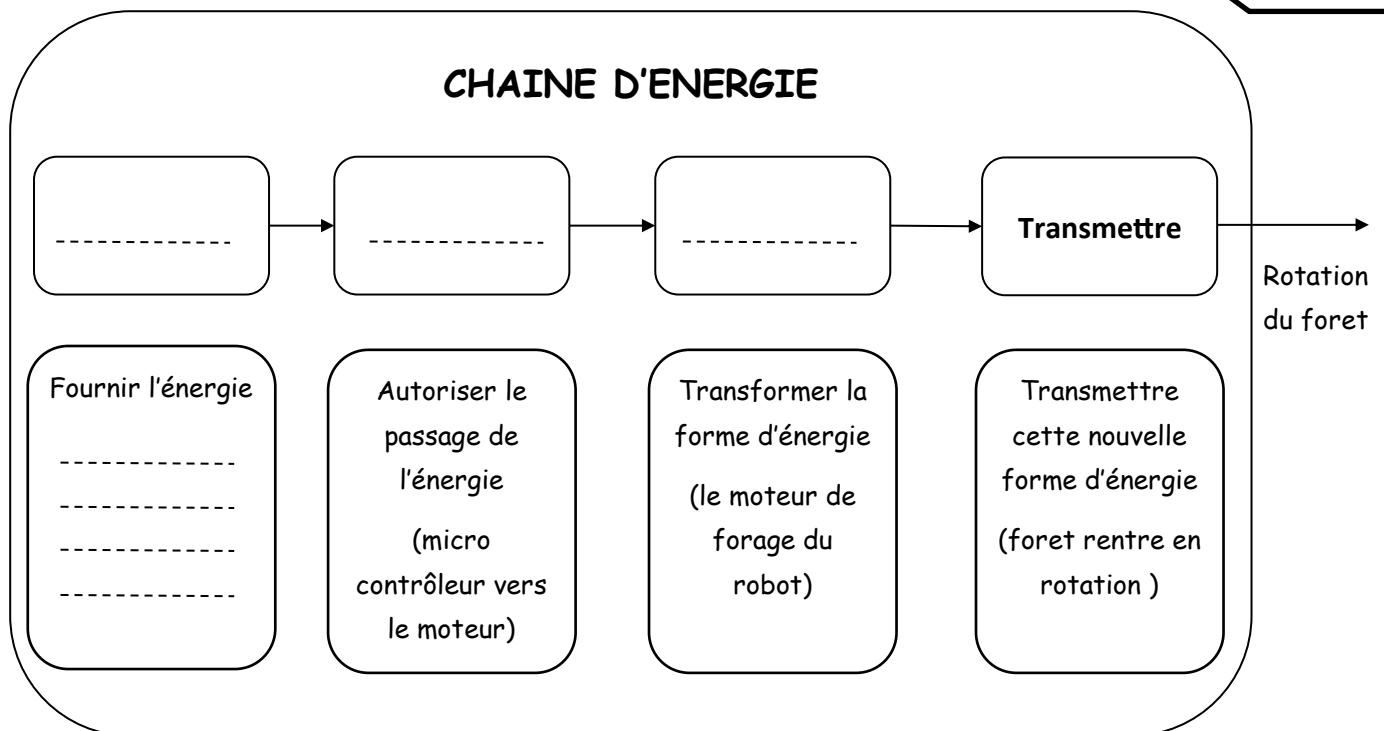 CHAINE D'ENERGIE
Transmettre
Rotation
du foret
Fournir l'énergie
Autoriser le
passage de
l'énergie
(micro
contrôleur vers
le moteur)
Transformer la
forme d'énergie
(le moteur de
forage du
robot)
Transmettre
cette nouvelle
forme d'énergie
(foret rentre en
rotation )